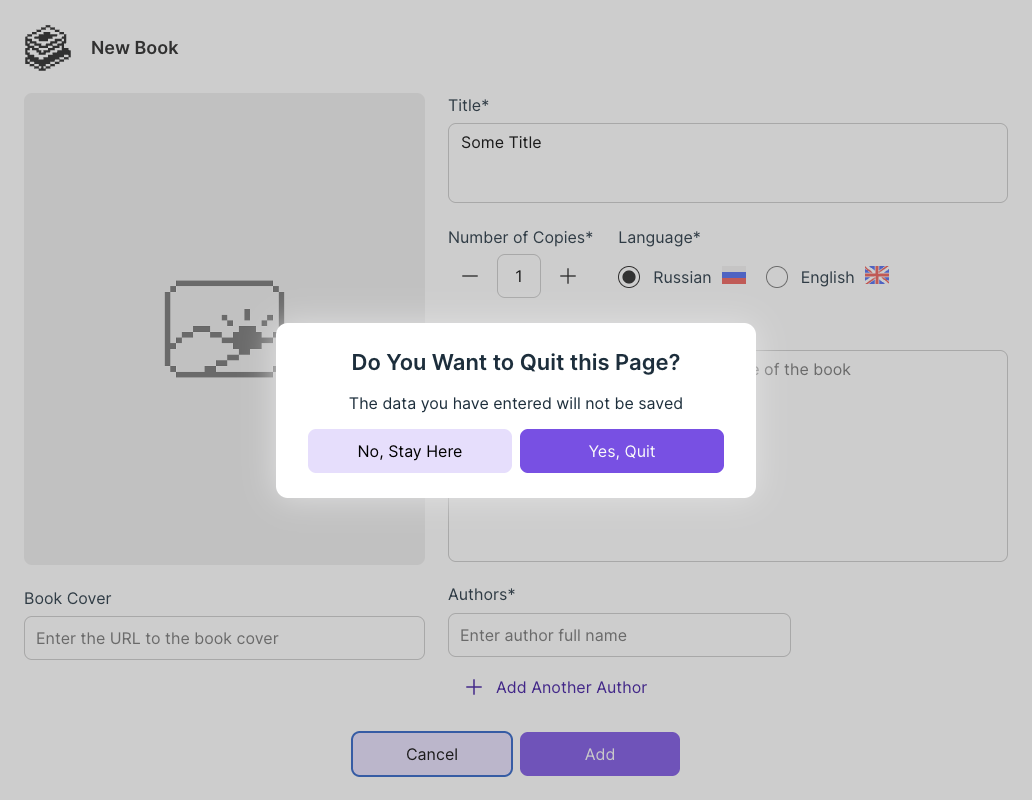 New Book
Title*
Some Title
Number of Copies*
Language*
1
Russian
English
of the book
Do You Want to Quit this Page?
The data you have entered will not be saved
No, Stay Here
Yes, Quit
Book Cover
Enter the URL to the book cover
Authors*
Enter author full name
Add Another Author
Cancel
Add